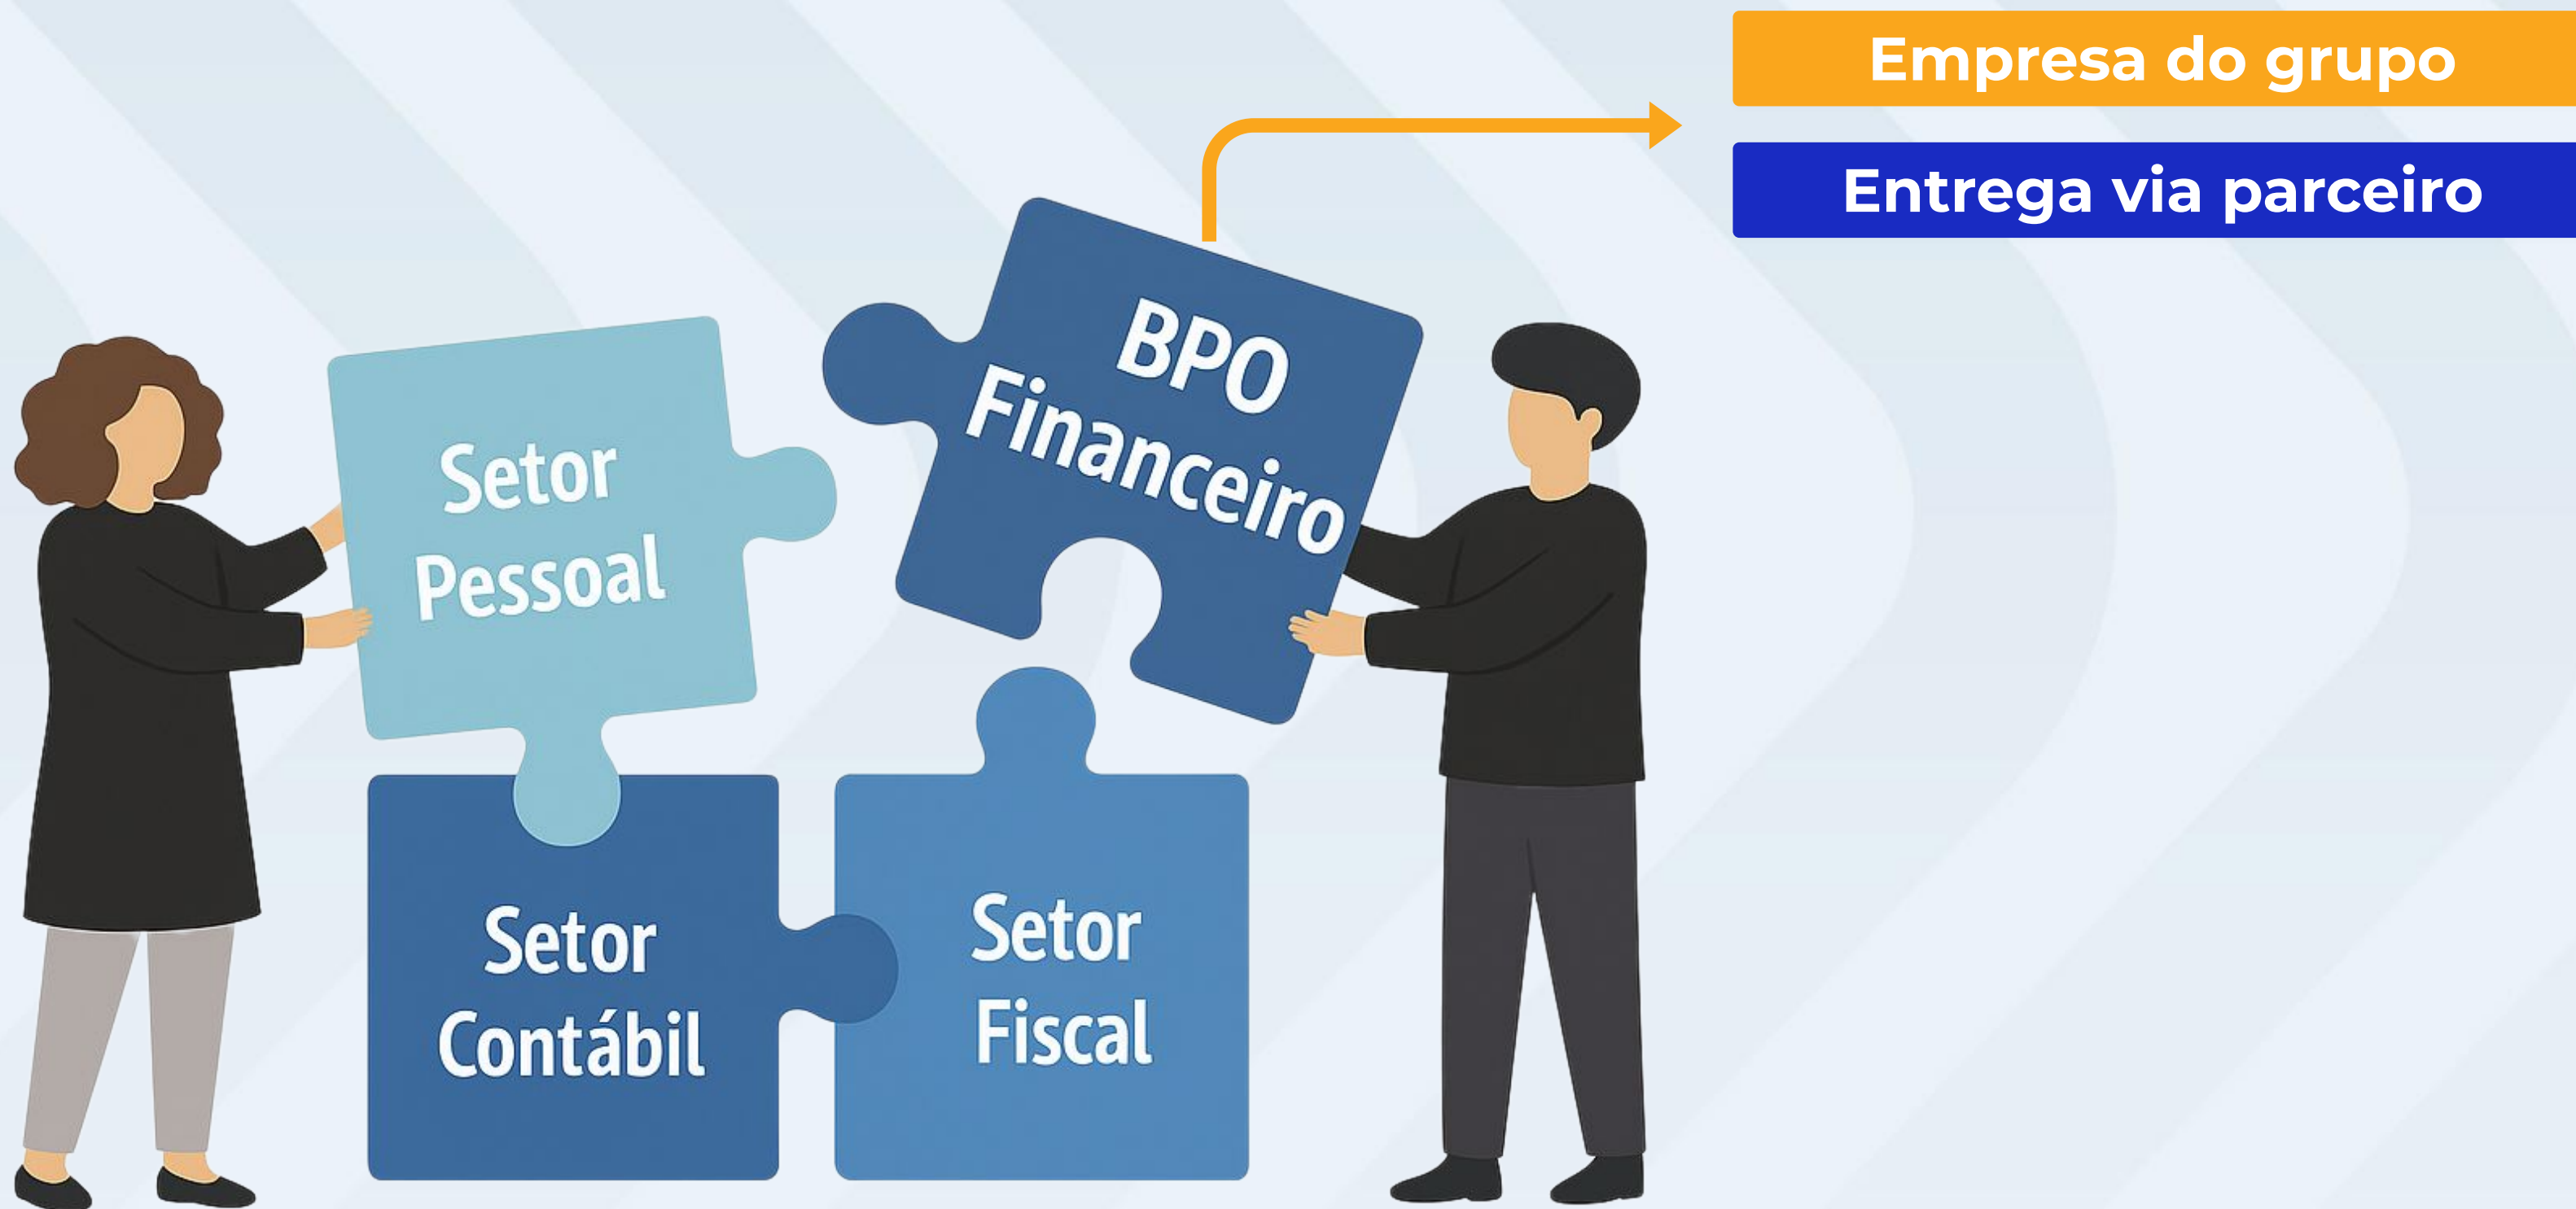 Empresa do grupo
Entrega via parceiro
BPO
Financeiro
Setor
Pessoal
Setor
Contábil
Setor
Fiscal